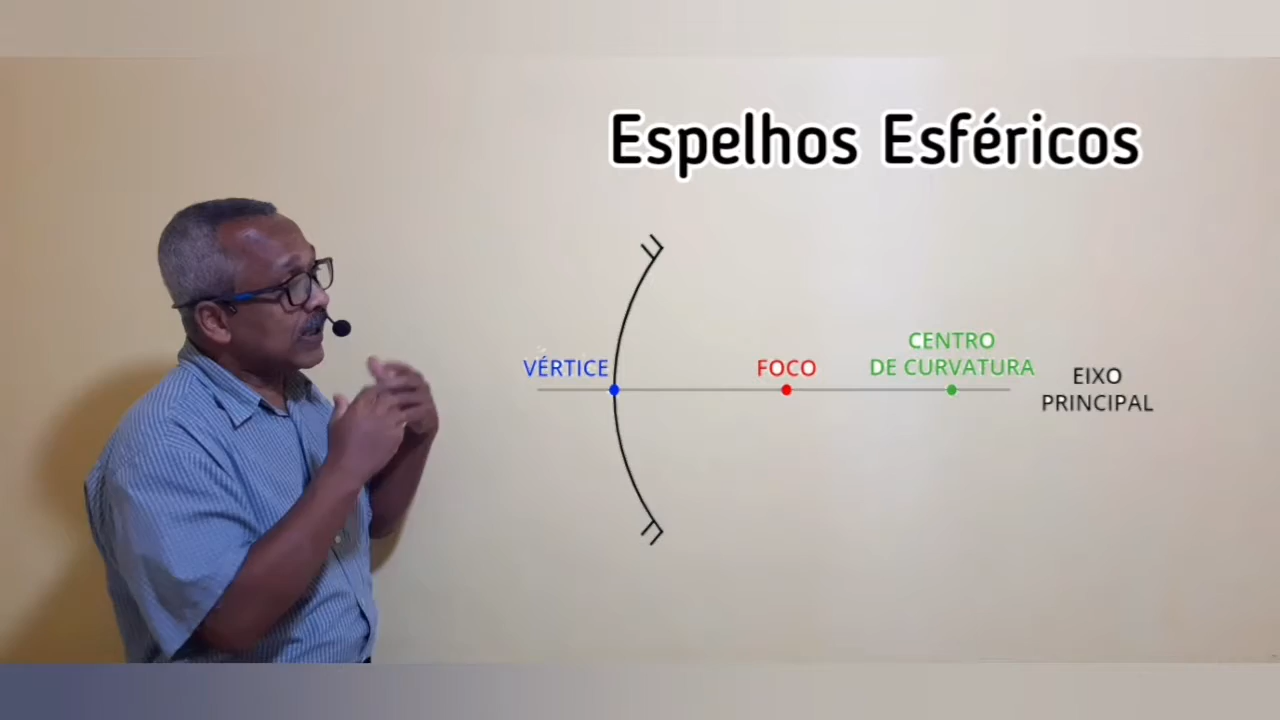 Espelhos Esféricos
VÉRTICE
FOCO
CENTRO
DE CURVATURA
EIXO
PRINCIPAL